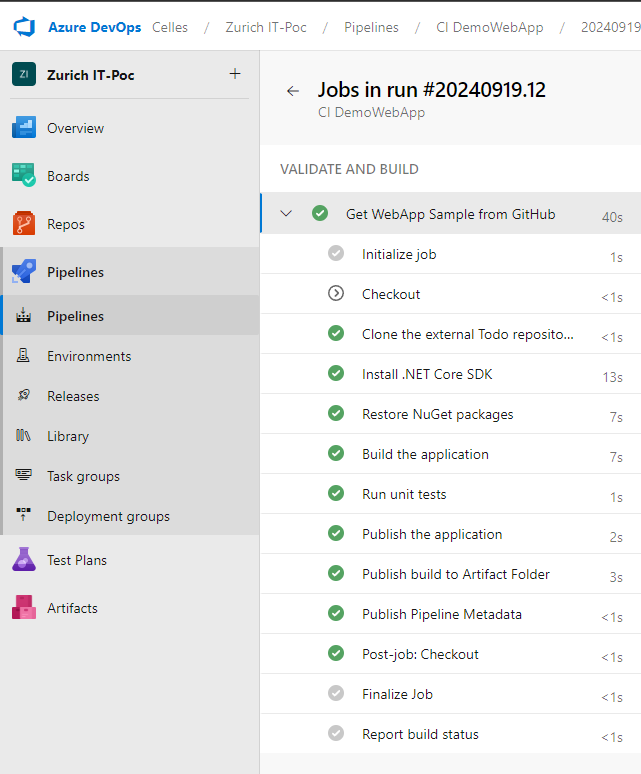 Azure DevOps Celles / Zurich IT-Poc / Pipelines / CI DemoWebApp / 20240919
ZI Zurich IT-Poc +
Overview
Boards
Repos
Pipelines
Pipelines
Environments
Releases
Library
Task groups
Deployment groups
Test Plans
Artifacts
Jobs in run #20240919.12
CI DemoWebApp
VALIDATE AND BUILD
Get WebApp Sample from GitHub 40s
Initialize job 1s
Checkout <1s
Clone the external Todo reposito... <1s
Install .NET Core SDK 13s
Restore NuGet packages 7s
Build the application 7s
Run unit tests 1s
Publish the application 2s
Publish build to Artifact Folder 3s
Publish Pipeline Metadata <1s
Post-job: Checkout <1s
Finalize Job <1s
Report build status <1s